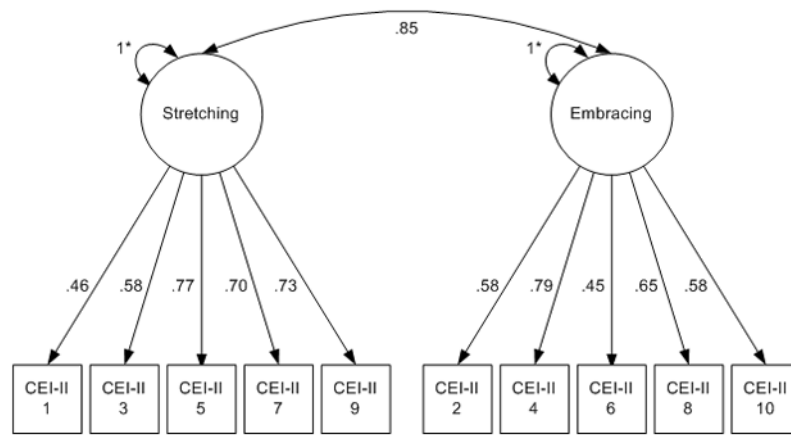 .85
1*
1*
Stretching
Embracing
.46
.58
.77
.70
.73
.58
.79
.45
.65
.58
CEI-II
1
CEI-II
3
CEI-II
5
CEI-II
7
CEI-II
9
CEI-II
2
CEI-II
4
CEI-II
6
CEI-II
8
CEI-II
10